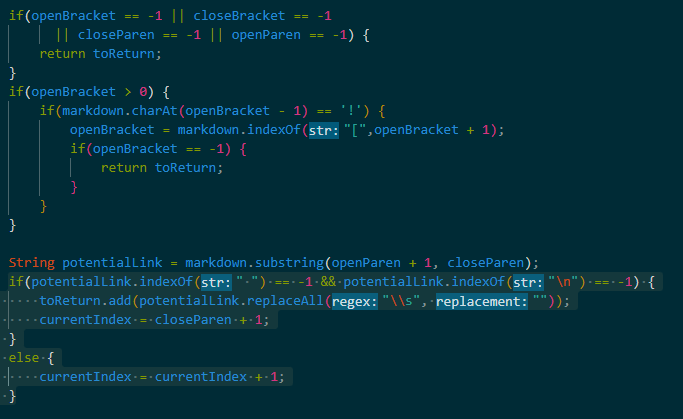 if(openBracket == -1 || closeBracket == -1
|| closeParen == -1 || openParen == -1) {
return toReturn;
}
if(openBracket > 0) {
if(markdown.charAt(openBracket - 1) == '!') {
openBracket = markdown.indexOf(str: "[",openBracket + 1);
if(openBracket == -1) {
return toReturn;
}
}
}
String potentialLink = markdown.substring(openParen + 1, closeParen);
if(potentialLink.indexOf(str: " ") == -1 && potentialLink.indexOf(str: "\n") == -1) {
toReturn.add(potentialLink.replaceAll(regex: "\\s", replacement: ""));
currentIndex = closeParen + 1;
}
else {
currentIndex = currentIndex + 1;
}